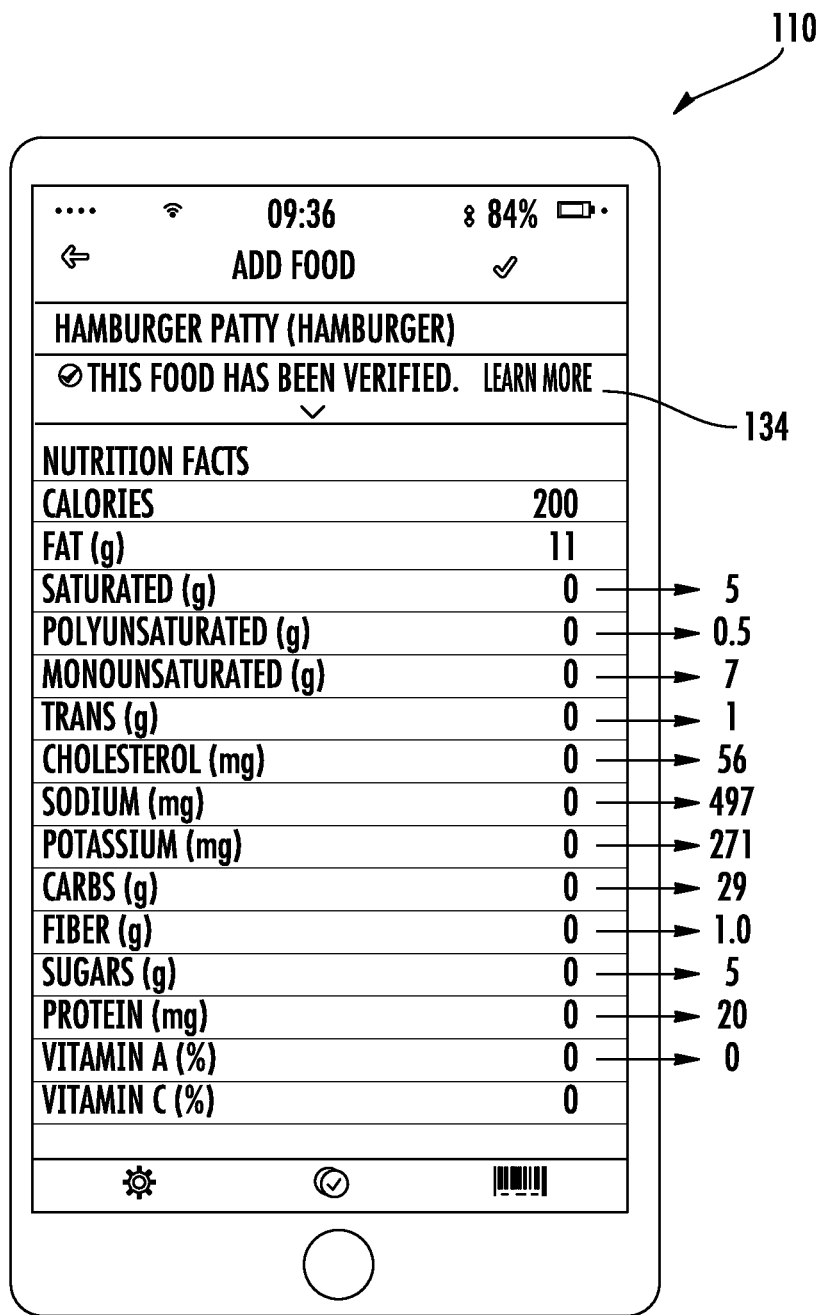 110
09:36 84%
ADD FOOD
HAMBURGER PATTY (HAMBURGER)
THIS FOOD HAS BEEN VERIFIED. LEARN MORE
134
NUTRITION FACTS
CALORIES 200
FAT (g) 11
SATURATED (g) 0 5
POLYUNSATURATED (g) 0 0.5
MONOUNSATURATED (g) 0 7
TRANS (g) 0 1
CHOLESTEROL (mg) 0 56
SODIUM (mg) 0 497
POTASSIUM (mg) 0 271
CARBS (g) 0 29
FIBER (g) 0 1.0
SUGARS (g) 0 5
PROTEIN (mg) 0 20
VITAMIN A (%) 0 0
VITAMIN C (%) 0